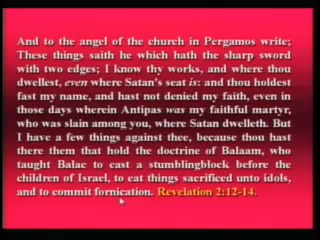 And to the angel of the church in Pergamos write;
These things saith he which hath the sharp sword
with two edges; I know thy works, and where thou
dwellest, even where Satan's seat is: and thou holdest
fast my name, and hast not denied my faith, even in
those days wherein Antipas was my faithful martyr,
who was slain among you, where Satan dwelleth. But
I have a few things against thee, because thou hast
there them that hold the doctrine of Balaam, who
taught Balac to cast a stumblingblock before the
children of Israel, to eat things sacrificed unto idols,
and to commit fornication. Revelation 2:12-14.